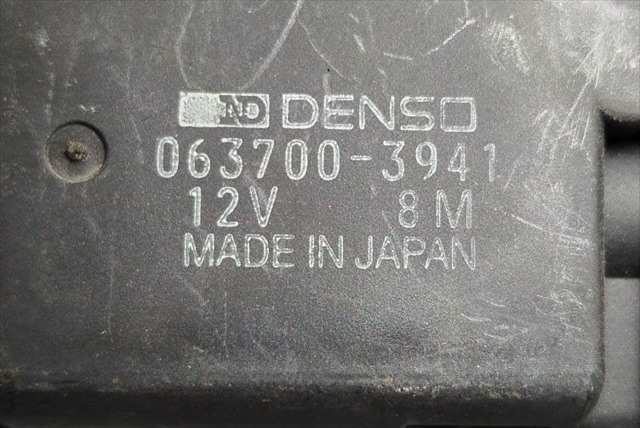 ND DENSO
063700-3941
12V 8M
MADE IN JAPAN